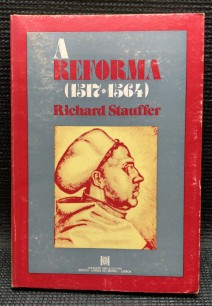 A
REFORMA
(1517-1564)
Richard Stauffer